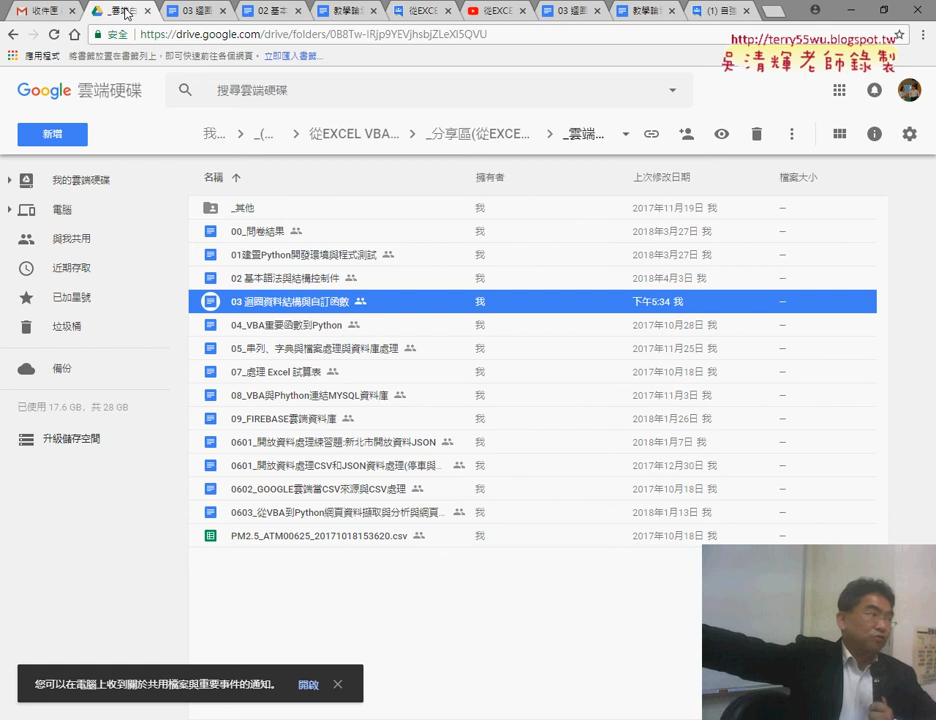 收件匣
_雲端
03 迴圈
02 基本
教學論
從EXCE
從EXCE
03 迴圈
教學論
(1) 自強
安全
https://drive.google.com/drive/folders/0B8Tw-IRjp9YEVjhsbjZLeXI5QVU
應用程式
將書籤放置在書籤列上，即可快速前往各個網頁。
立即匯入書籤...
http://terry55wu.blogspot.tw
吳清輝老師錄製
Google 雲端硬碟
搜尋雲端硬碟
新增
我... > _(... > 從EXCEL VBA... > _分享區(從EXCE... > _雲端...
名稱
擁有者
上次修改日期
檔案大小
我的雲端硬碟
電腦
與我共用
近期存取
已加星號
垃圾桶
備份
已使用 17.6 GB，共 28 GB
升級儲存空間
_其他 我 2017年11月19日 我 –
00_問卷結果 我 2018年3月27日 我 –
01建置Python開發環境與程式測試 我 2018年3月27日 我 –
02 基本語法與結構控制件 我 2018年4月3日 我 –
03 迴圈資料結構與自訂函數 我 下午5:34 我 –
04_VBA重要函數到Python 我 2017年10月28日 我 –
05_串列、字典與檔案處理與資料庫處理 我 2017年11月25日 我 –
07_處理 Excel 試算表 我 2017年10月18日 我 –
08_VBA與Phython連結MYSQL資料庫 我 2017年11月3日 我 –
09_FIREBASE雲端資料庫 我 2018年1月26日 我 –
0601_開放資料處理練習題:新北市開放資料JSON 我 2018年1月7日 我 –
0601_開放資料處理CSV和JSON資料處理(停車與... 我 2017年12月30日 我 –
0602_GOOGLE雲端當CSV來源與CSV處理 我 2017年10月18日 我 –
0603_從VBA到Python網頁資料擷取與分析與網頁... 我 2018年1月13日 我 –
PM2.5_ATM00625_20171018153620.csv 我 2017年10月18日 我 –
您可以在電腦上收到關於共用檔案與重要事件的通知。
開啟